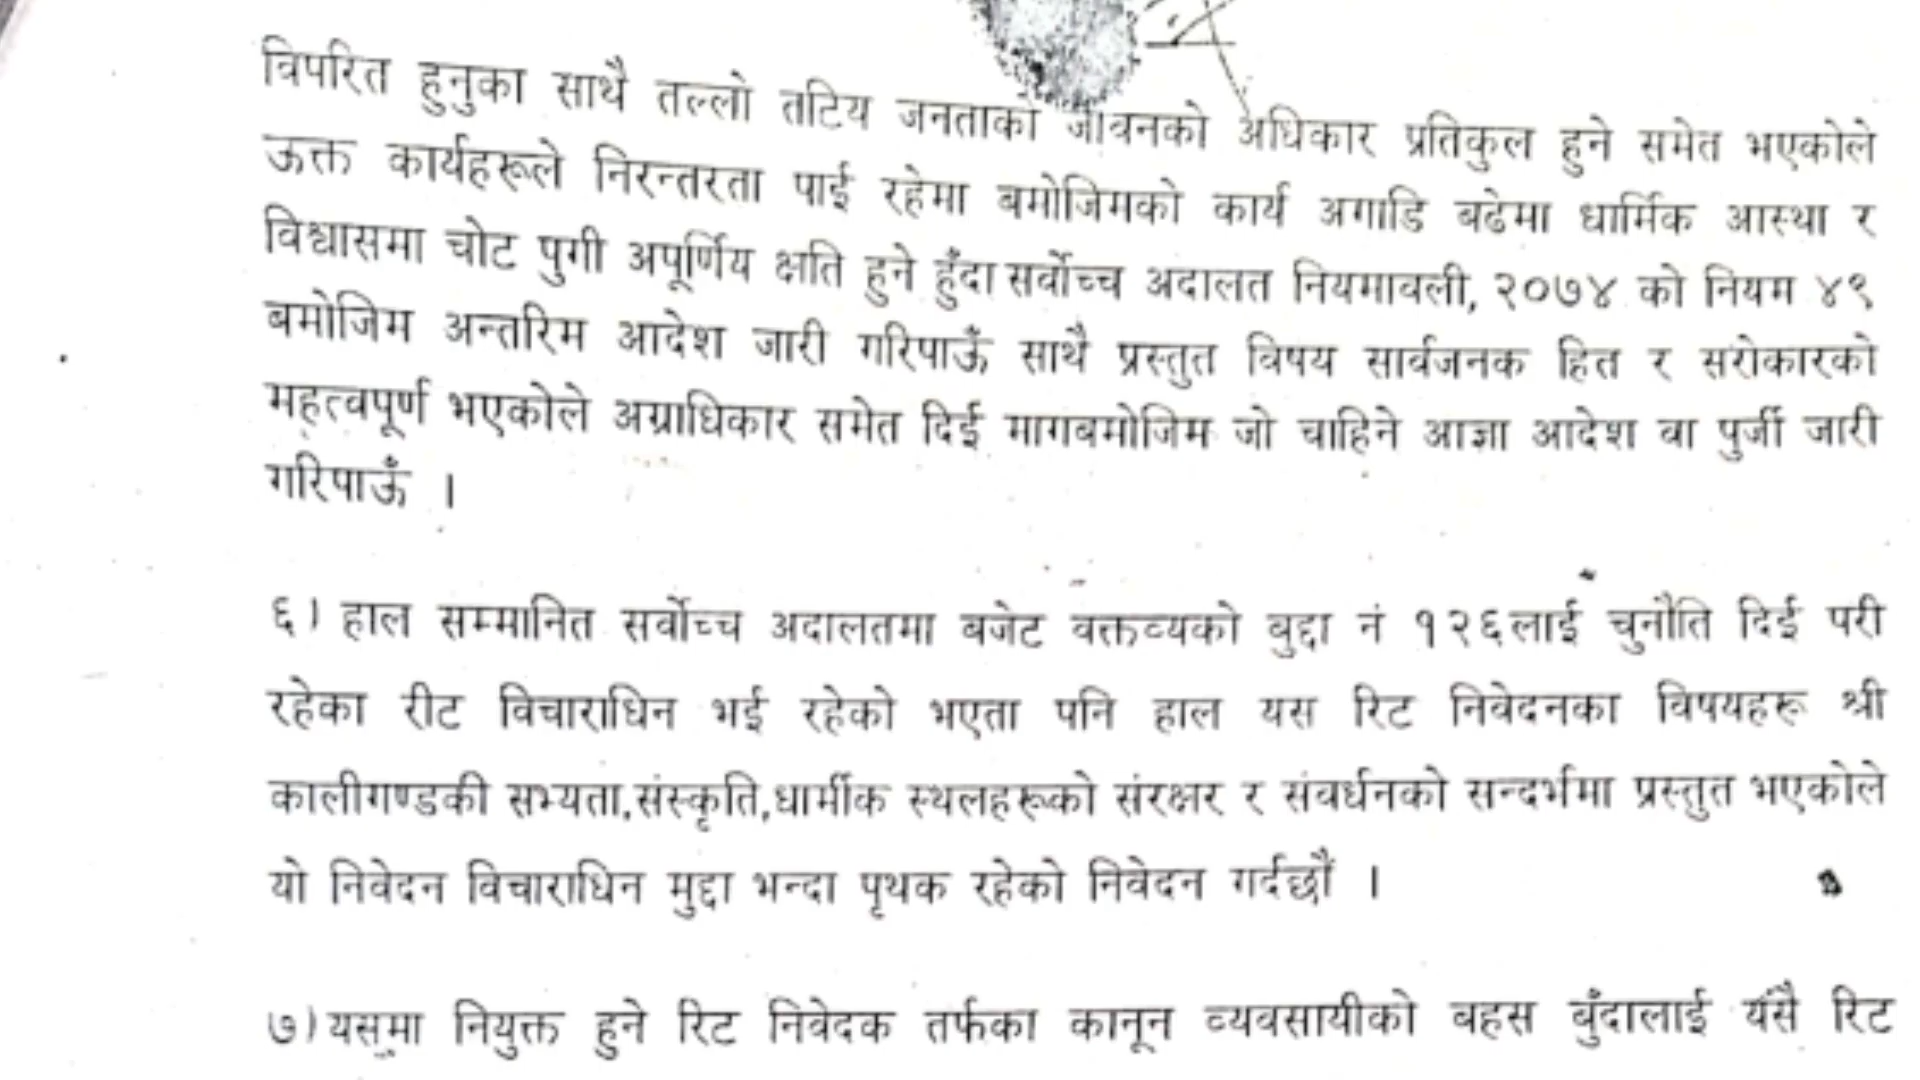 त्रिपरित हुनुका साथै तल्लो तटिय जनताको जीवनको अधिकार प्रतिकुल हुने समेत भएकोले
ऊक्त कार्यहरूले निरन्तरता पाई रहेमा बमोजिमको कार्य अगाडि बढेमा धार्मिक आस्था र
विश्वासमा चोट पुगी अपूर्णिय क्षति हुने हुँदा सर्वोच्च अदालत नियमावली, २०७४ को नियम ४९
बमोजिम अन्तरिम आदेश जारी गरिपाऊँ साथै प्रस्तुत विषय सार्वजनक हित र सरोकारको
महत्वपूर्ण भएकोले अग्राधिकार समेत दिई मागबमोजिम जो चाहिने आज्ञा आदेश वा पुर्जी जारी
गरिपाऊँ ।
६) हाल सम्मानित सर्वोच्च अदालतमा बजेट वक्तव्यको बुद्दा नं १२६लाई चुनौति दिई परी
रहेका रीट विचाराधिन भई रहेको भएता पनि हाल यस रिट निवेदनका विषयहरू श्री
कालीगण्डकी सभ्यता,संस्कृति,धार्मीक स्थलहरूको संरक्षर र संवर्धनको सन्दर्भमा प्रस्तुत भएकोले
यो निवेदन विचाराधिन मुद्दा भन्दा पृथक रहेको निवेदन गर्दछौं ।
७) यसमा नियुक्त हुने रिट निवेदक तर्फका कानून व्यवसायीको बहस बुँदालाई यसै रिट